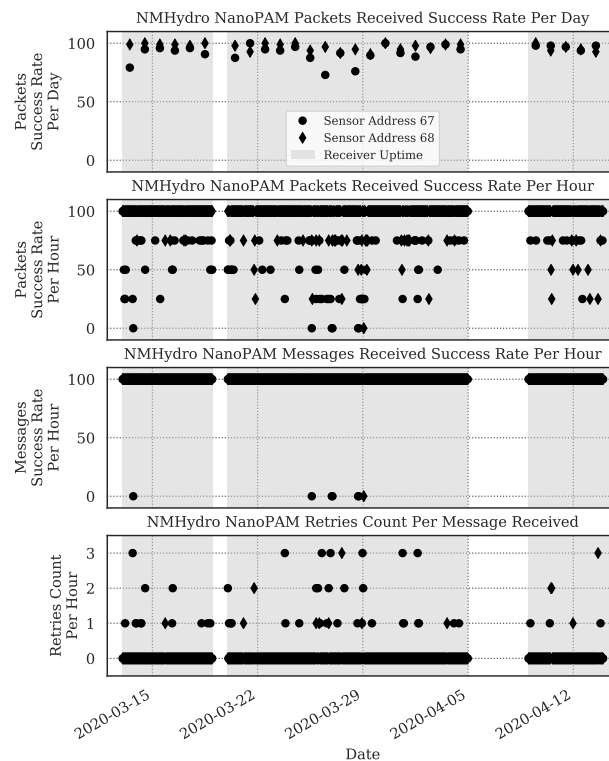 NMHydro NanoPAM Packets Received Success Rate Per Day
Packets
Success Rate
Per Day
100
50
0
Sensor Address 67
Sensor Address 68
Receiver Uptime
NMHydro NanoPAM Packets Received Success Rate Per Hour
Packets
Success Rate
Per Hour
100
50
0
NMHydro NanoPAM Messages Received Success Rate Per Hour
Messages
Success Rate
Per Hour
100
50
0
NMHydro NanoPAM Retries Count Per Message Received
Retries Count
Per Hour
3
2
1
0
2020-03-15
2020-03-22
2020-03-29
2020-04-05
2020-04-12
Date